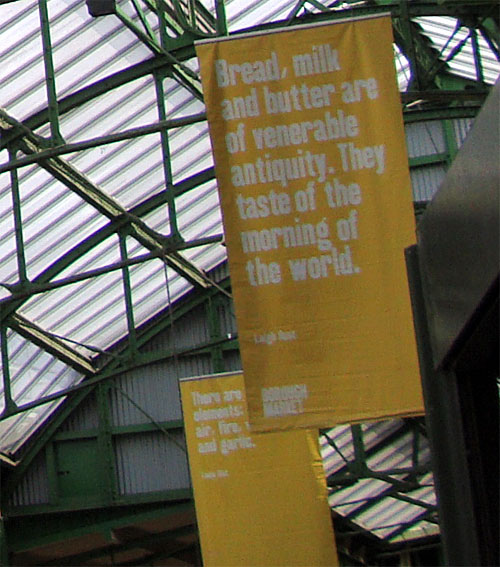 Bread, milk
and butter are
of venerable
antiquity. They
taste of the
morning of
the world.
Leigh Hunt
BOROUGH
MARKET
There are
elements:
air, fire,
and garlic.